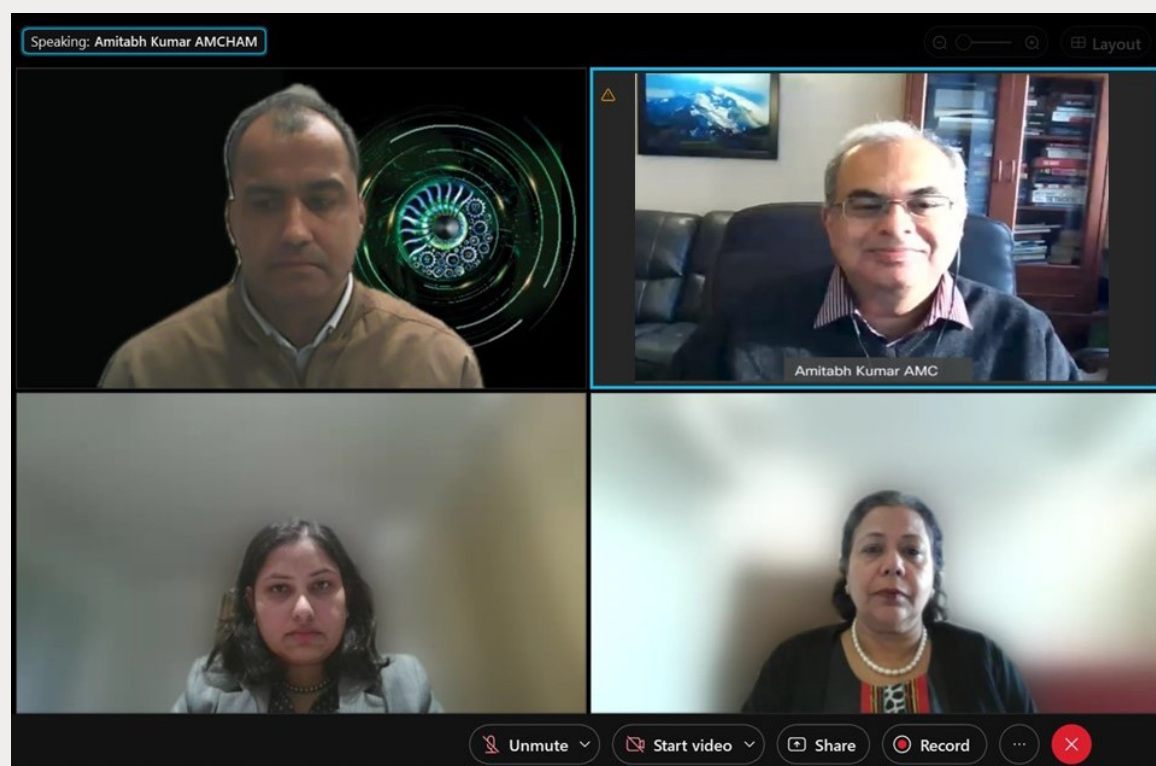 Speaking: Amitabh Kumar AMCHAM
Layout
Amitabh Kumar AMC
Unmute
Start video
Share
Record